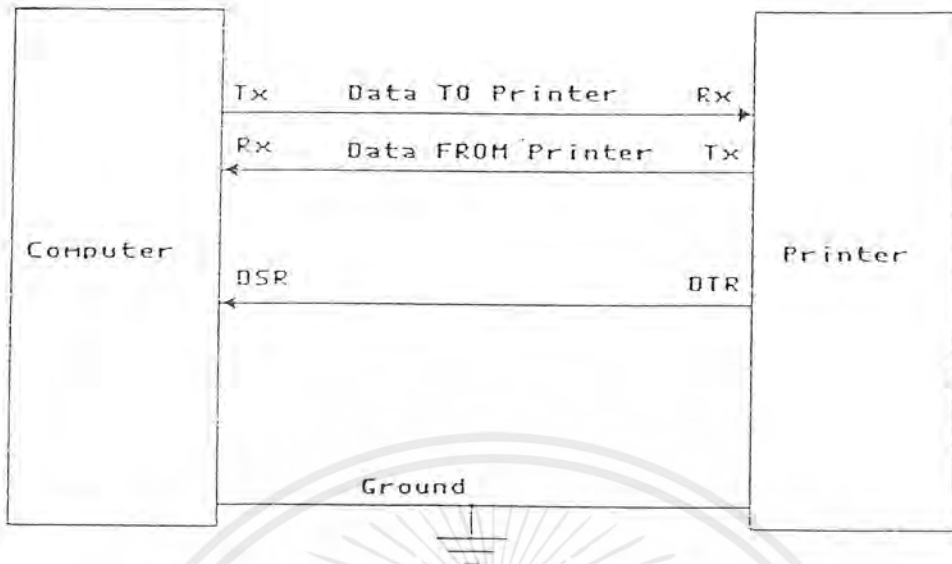 Tx Data TO Printer Rx
Rx Data FROM Printer Tx
Computer
Printer
DSR DTR
Ground